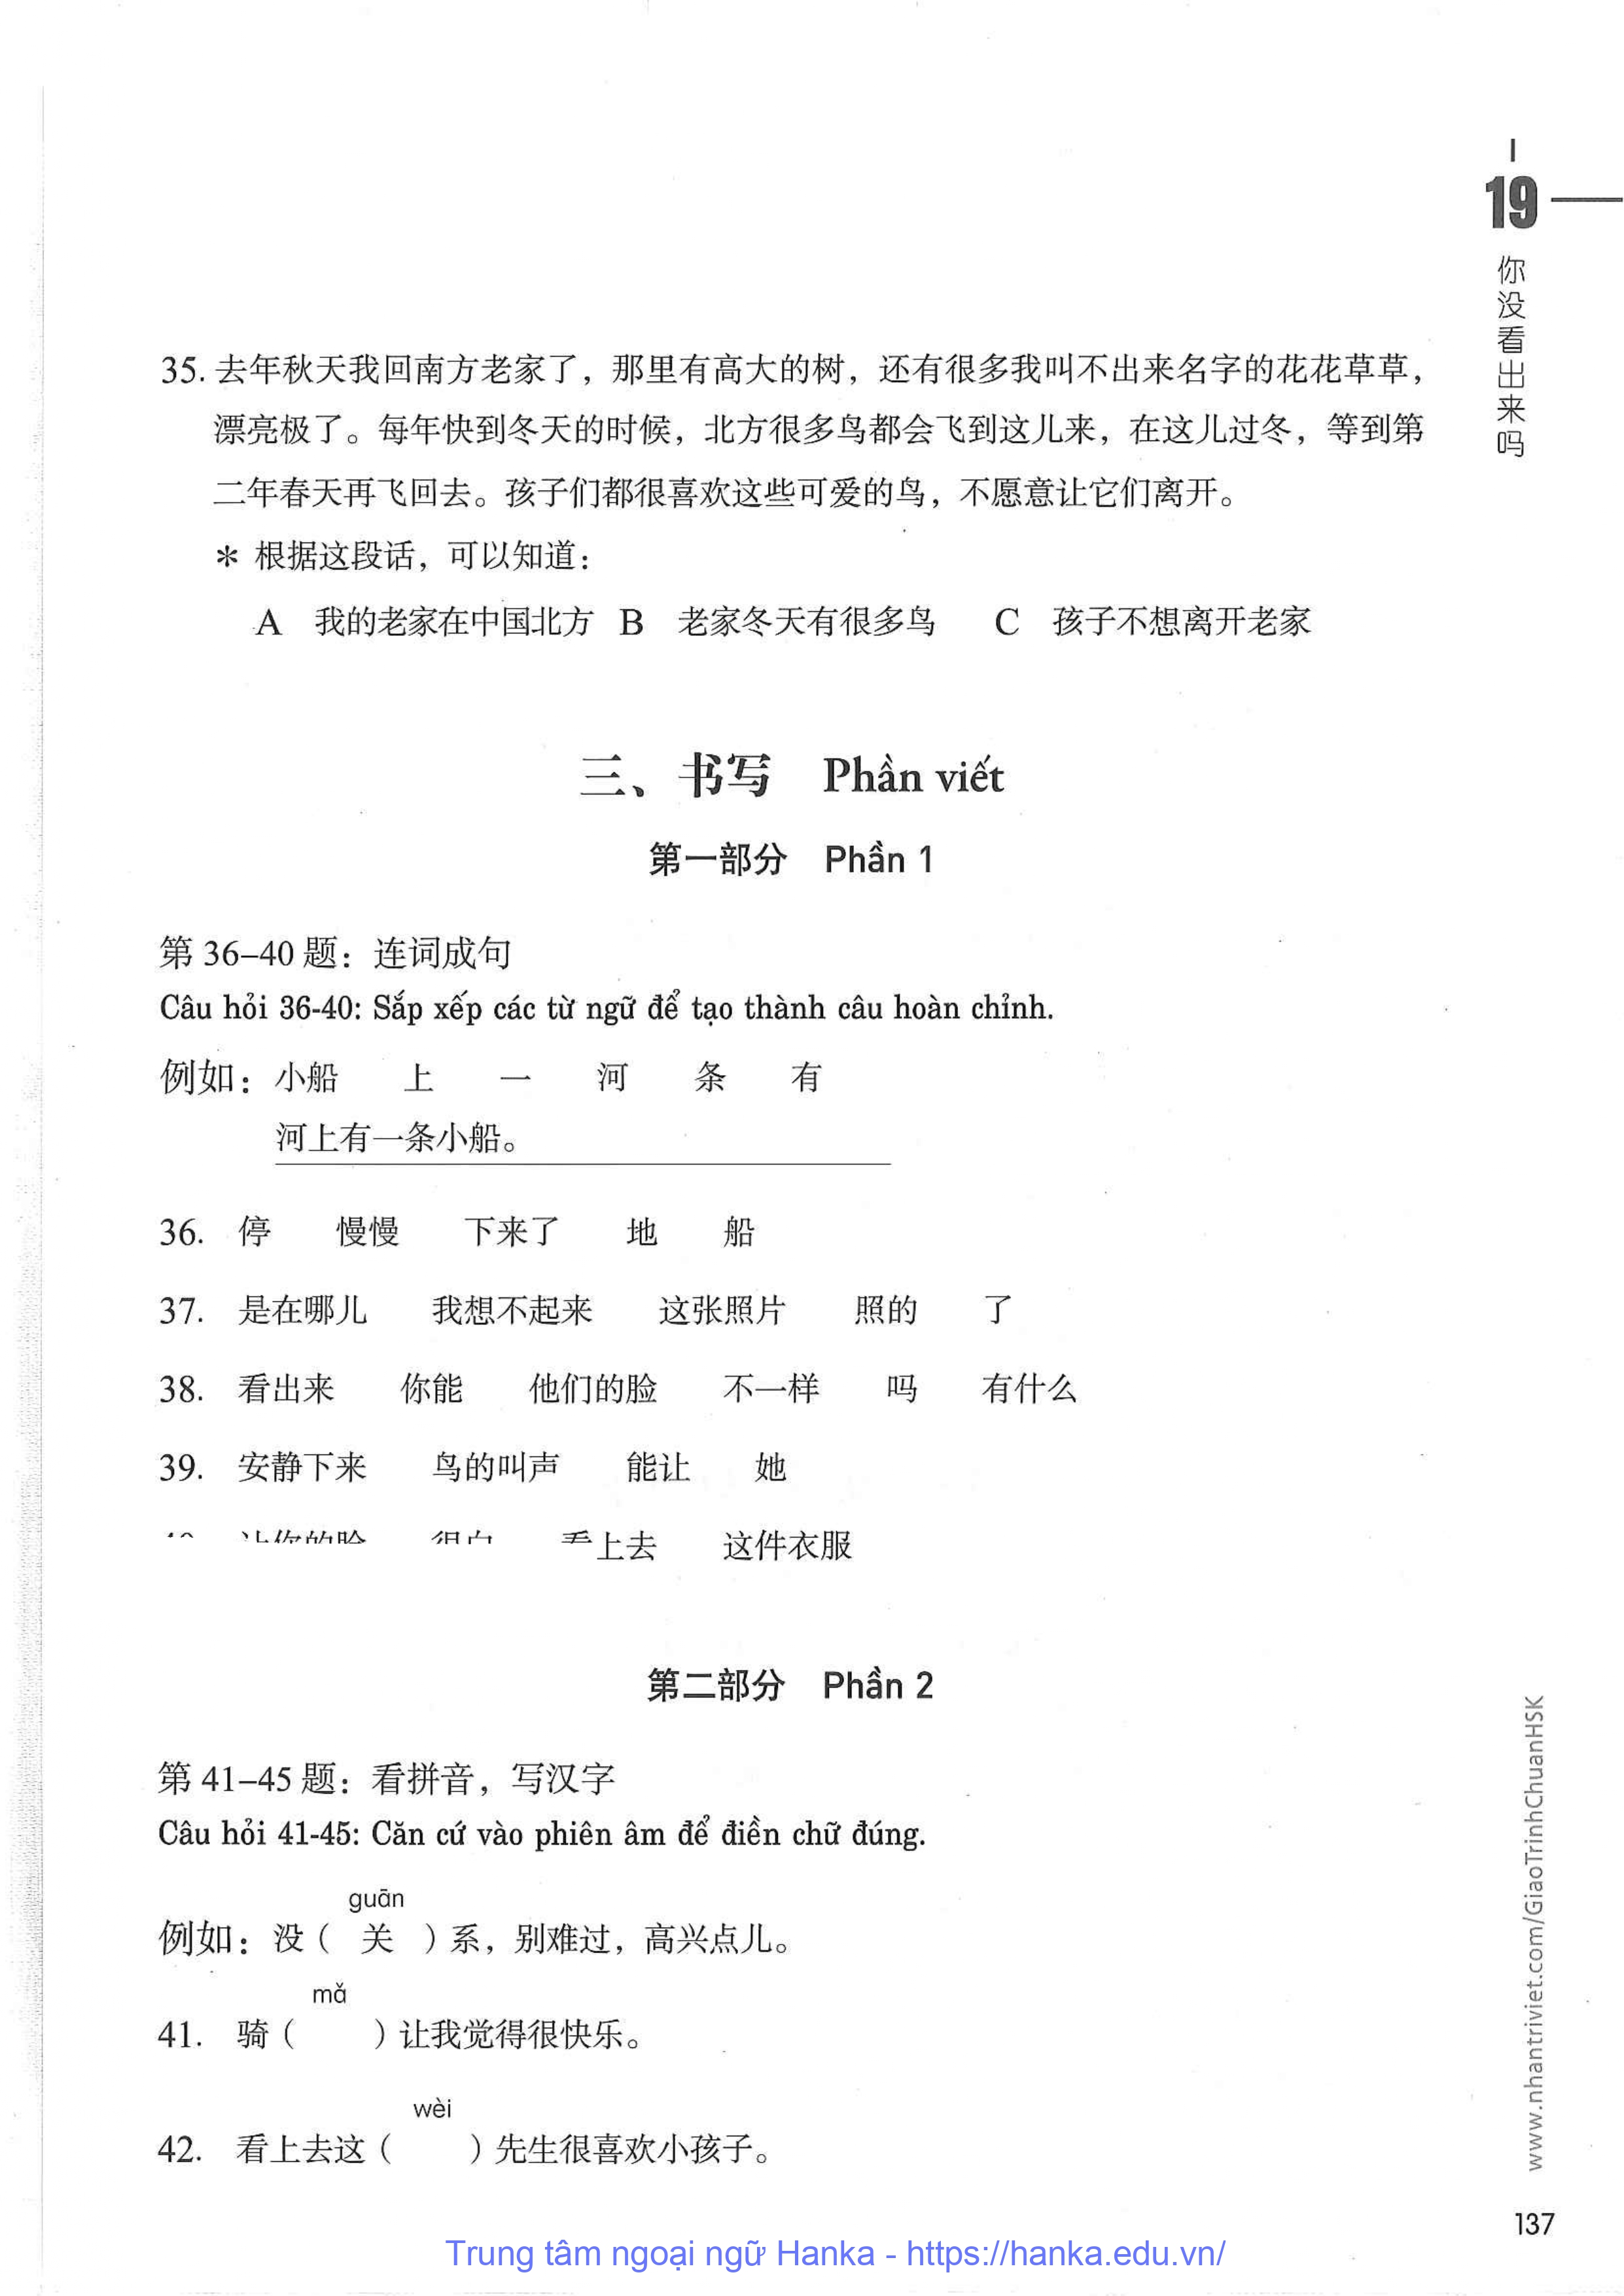 19
你没看出来吗
35. 去年秋天我回南方老家了，那里有高大的树，还有很多我叫不出来名字的花花草草，
漂亮极了。每年快到冬天的时候，北方很多鸟都会飞到这儿来，在这儿过冬，等到第
二年春天再飞回去。孩子们都很喜欢这些可爱的鸟，不愿意让它们离开。
* 根据这段话，可以知道：
A 我的老家在中国北方 B 老家冬天有很多鸟 C 孩子不想离开老家
三、书写 Phần viết
第一部分 Phần 1
第 36–40 题：连词成句
Câu hỏi 36-40: Sắp xếp các từ ngữ để tạo thành câu hoàn chỉnh.
例如：小船 上 一 河 条 有
河上有一条小船。
36. 停 慢慢 下来了 地 船
37. 是在哪儿 我想不起来 这张照片 照的 了
38. 看出来 你能 他们的脸 不一样 吗 有什么
39. 安静下来 鸟的叫声 能让 她
上去 这件衣服
第二部分 Phần 2
第 41–45 题：看拼音，写汉字
Câu hỏi 41-45: Căn cứ vào phiên âm để điền chữ đúng.
guān
例如：没（ 关 ）系，别难过，高兴点儿。
mǎ
41. 骑（ ）让我觉得很快乐。
wèi
42. 看上去这（ ）先生很喜欢小孩子。
www.nhantriviet.com/GiaoTrinhChuanHSK
137
Trung tâm ngoại ngữ Hanka - https://hanka.edu.vn/